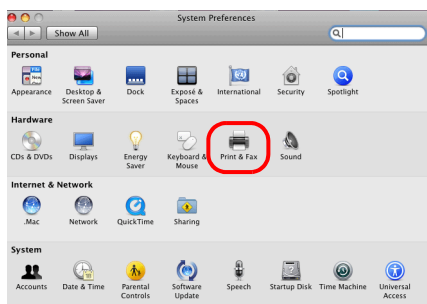 System Preferences
Show All
Personal
Appearance
Desktop &
Screen Saver
Dock
Exposé &
Spaces
International
Security
Spotlight
Hardware
CDs & DVDs
Displays
Energy
Saver
Keyboard &
Mouse
Print & Fax
Sound
Internet & Network
.Mac
Network
QuickTime
Sharing
System
Accounts
Date & Time
Parental
Controls
Software
Update
Speech
Startup Disk
Time Machine
Universal
Access